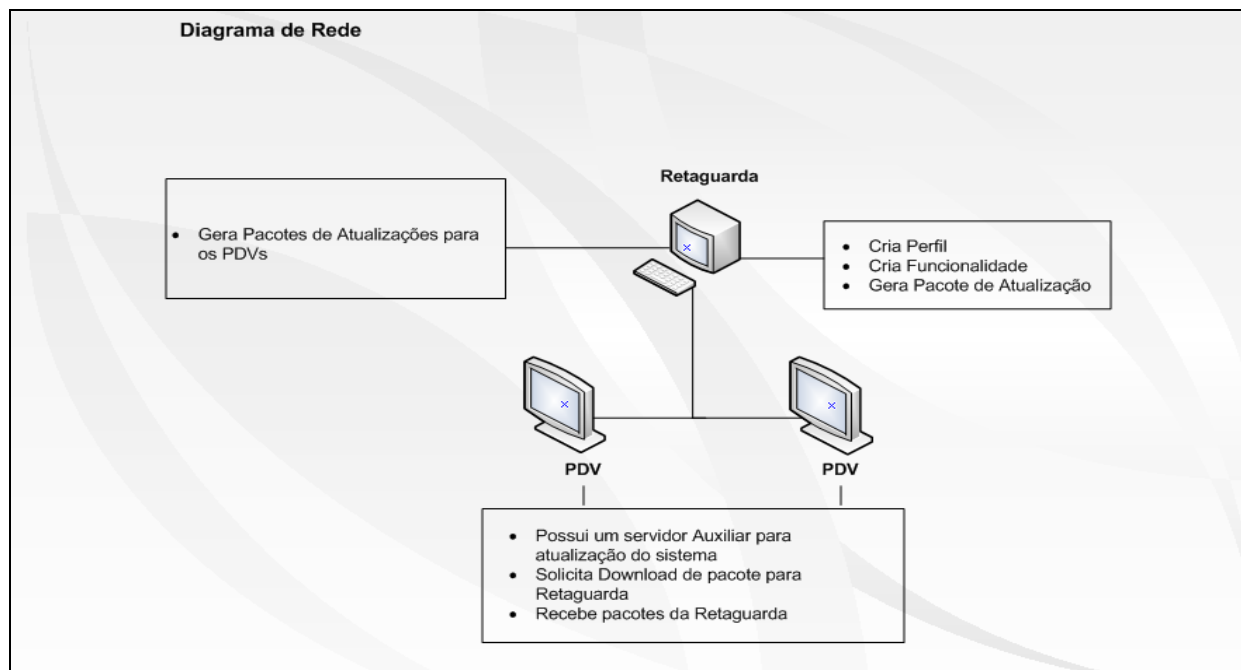 Diagrama de Rede
Retaguarda
• Gera Pacotes de Atualizações para
os PDVs
• Cria Perfil
• Cria Funcionalidade
• Gera Pacote de Atualização
PDV
PDV
• Possui um servidor Auxiliar para
atualização do sistema
• Solicita Download de pacote para
Retaguarda
• Recebe pacotes da Retaguarda